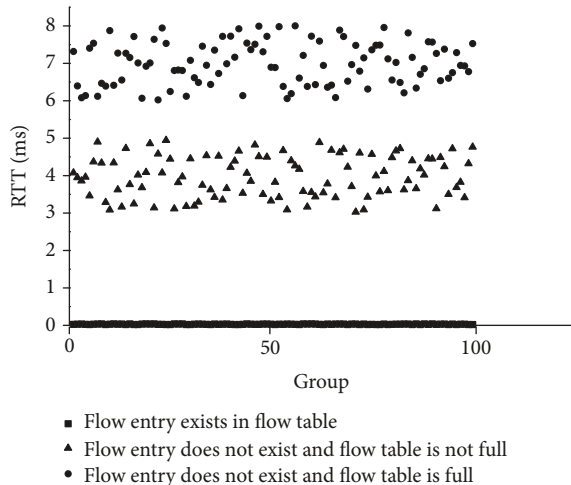 8
7
6
5
4
3
2
1
0
RTT (ms)
0 50 100
Group
Flow entry exists in flow table
Flow entry does not exist and flow table is not full
Flow entry does not exist and flow table is full